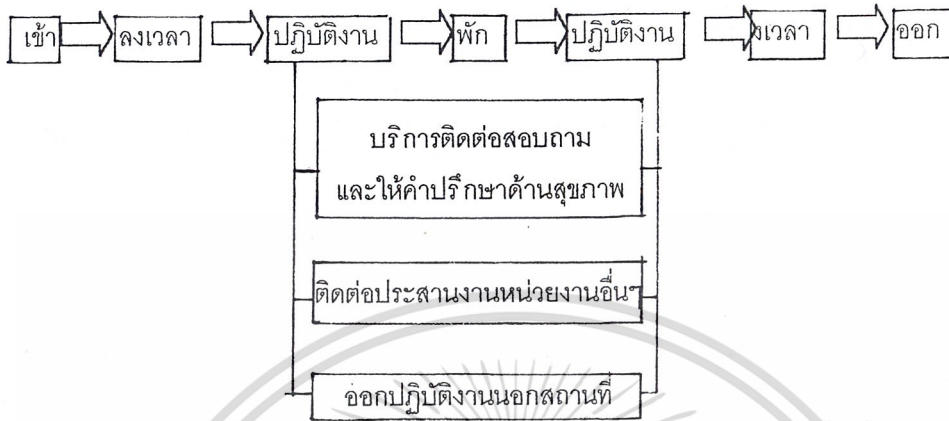 เข้า
ลงเวลา
ปฏิบัติงาน
พัก
ปฏิบัติงาน
งเวลา
ออก
บริการติดต่อสอบถาม
และให้คำปรึกษาด้านสุขภาพ
ติดต่อประสานงานหน่วยงานอื่นๆ
ออกปฏิบัติงานนอกสถานที่